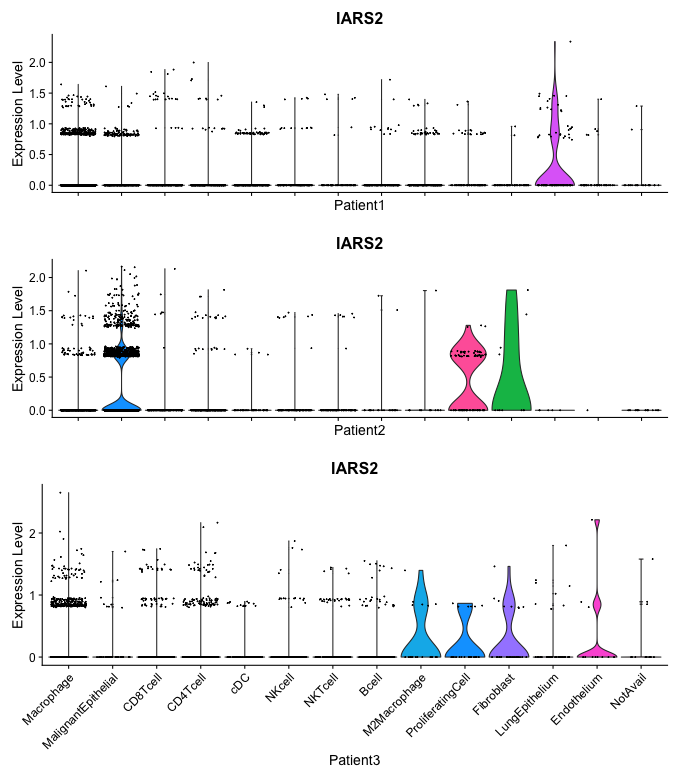 IARS2
Expression Level
2.0
1.5
1.0
0.5
0.0
Patient1
IARS2
Expression Level
2.0
1.5
1.0
0.5
0.0
Patient2
IARS2
Expression Level
2
1
0
Macrophage
MalignantEpithelial
CD8Tcell
CD4Tcell
cDC
NKcell
NKTcell
Bcell
M2Macrophage
ProliferatingCell
Fibroblast
LungEpithelium
Endothelium
NotAvail
Patient3